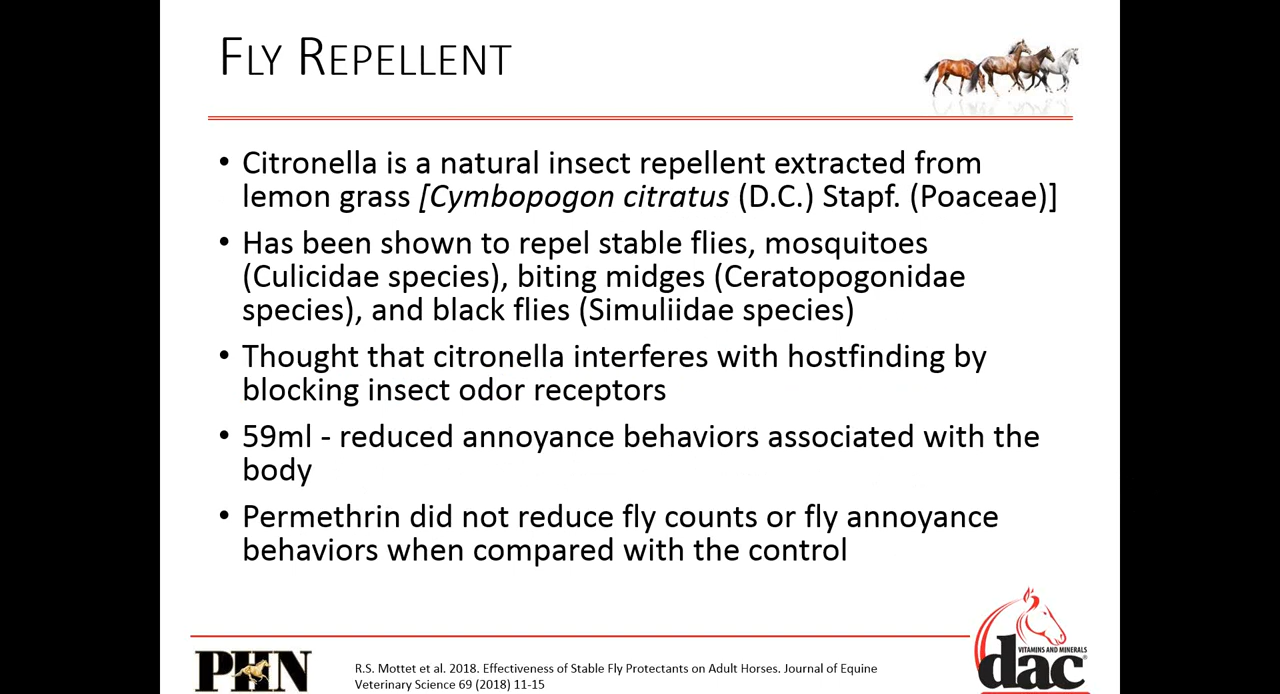 FLY REPELLENT
• Citronella is a natural insect repellent extracted from
lemon grass [Cymbopogon citratus (D.C.) Stapf. (Poaceae)]
• Has been shown to repel stable flies, mosquitoes
(Culicidae species), biting midges (Ceratopogonidae
species), and black flies (Simuliidae species)
• Thought that citronella interferes with hostfinding by
blocking insect odor receptors
• 59ml - reduced annoyance behaviors associated with the
body
• Permethrin did not reduce fly counts or fly annoyance
behaviors when compared with the control
PHN
R.S. Mottet et al. 2018. Effectiveness of Stable Fly Protectants on Adult Horses. Journal of Equine
Veterinary Science 69 (2018) 11-15
VITAMINS AND MINERALS
dac®